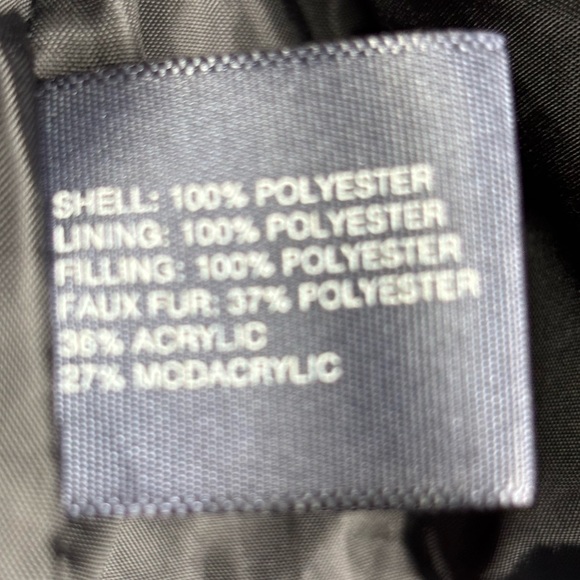 SHELL: 100% POLYESTER
LINING: 100% POLYESTER
FILLING: 100% POLYESTER
FAUX FUR: 37% POLYESTER
36% ACRYLIC
27% MODACRYLIC